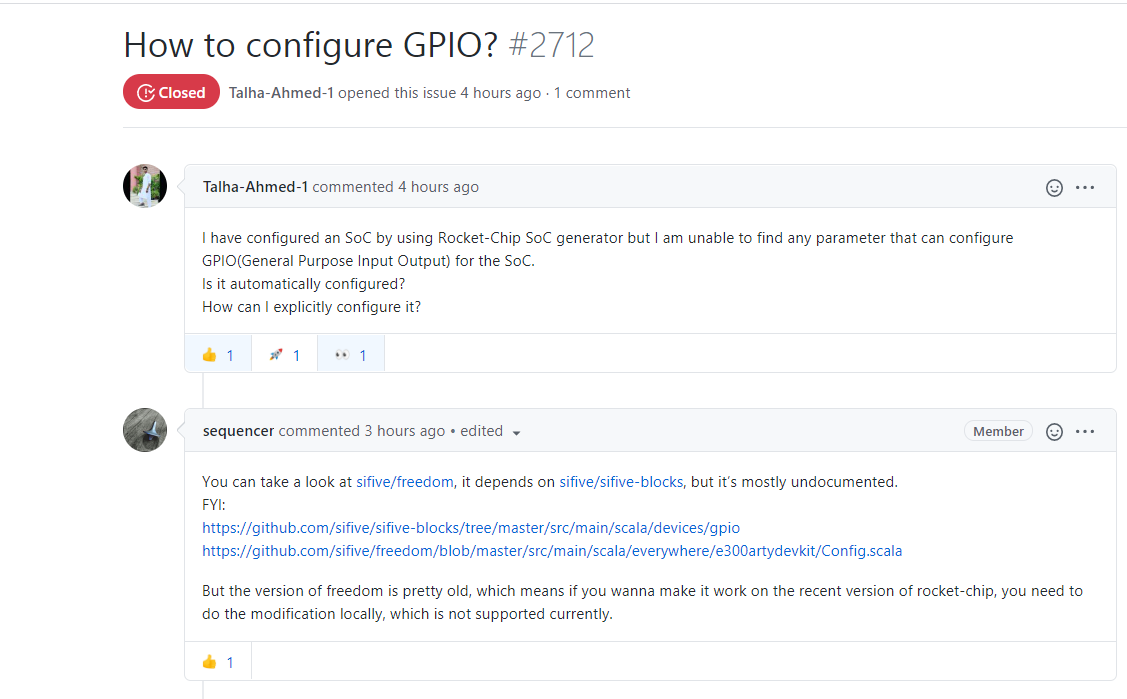 How to configure GPIO? #2712
Closed Talha-Ahmed-1 opened this issue 4 hours ago · 1 comment
Talha-Ahmed-1 commented 4 hours ago
I have configured an SoC by using Rocket-Chip SoC generator but I am unable to find any parameter that can configure
GPIO(General Purpose Input Output) for the SoC.
Is it automatically configured?
How can I explicitly configure it?
1 1 1
sequencer commented 3 hours ago • edited Member
You can take a look at sifive/freedom, it depends on sifive/sifive-blocks, but it's mostly undocumented.
FYI:
https://github.com/sifive/sifive-blocks/tree/master/src/main/scala/devices/gpio
https://github.com/sifive/freedom/blob/master/src/main/scala/everywhere/e300artydevkit/Config.scala
But the version of freedom is pretty old, which means if you wanna make it work on the recent version of rocket-chip, you need to
do the modification locally, which is not supported currently.
1